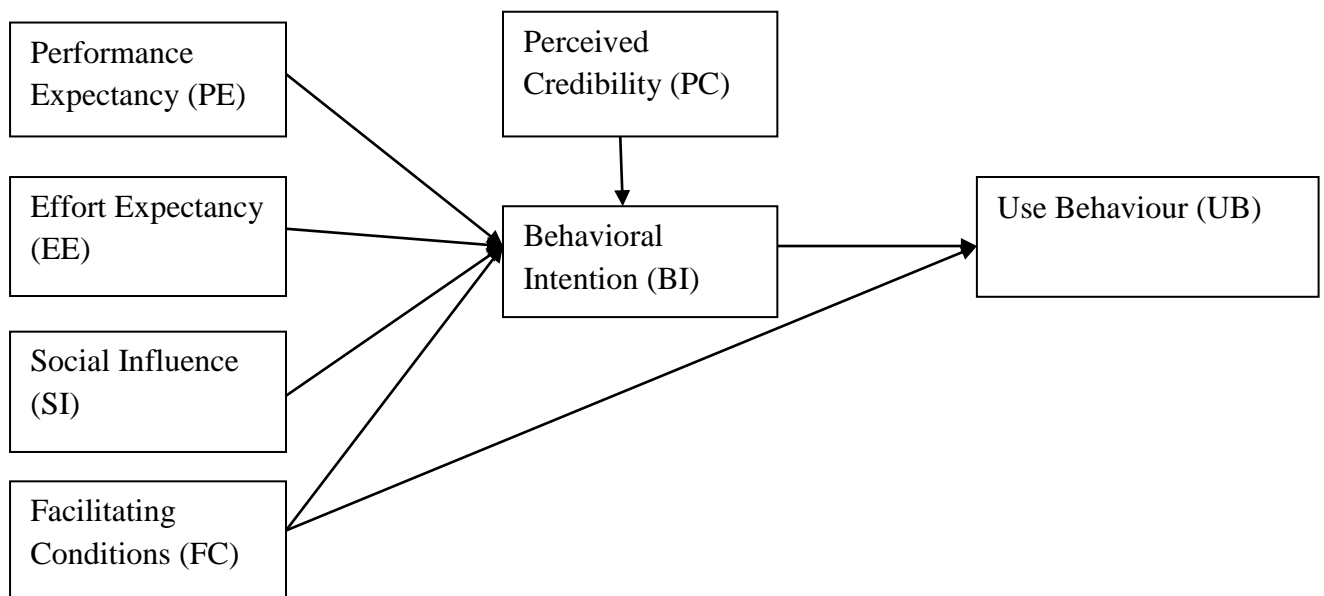 Performance
Expectancy (PE)
Perceived
Credibility (PC)
Effort Expectancy
(EE)
Behavioral
Intention (BI)
Use Behaviour (UB)
Social Influence
(SI)
Facilitating
Conditions (FC)